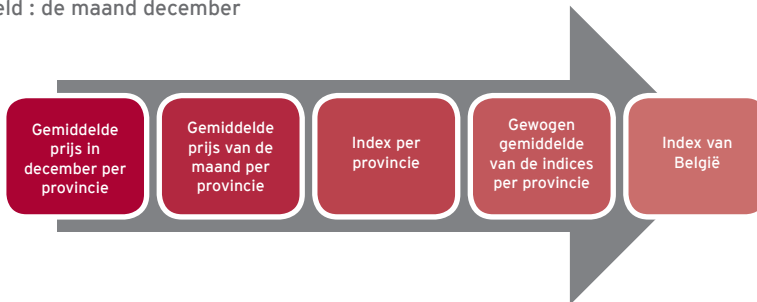 : de maand december
Gemiddelde
prijs in
december per
provincie
Gemiddelde
prijs van de
maand per
provincie
Index per
provincie
Gewogen
gemiddelde
van de indices
per provincie
Index van
België